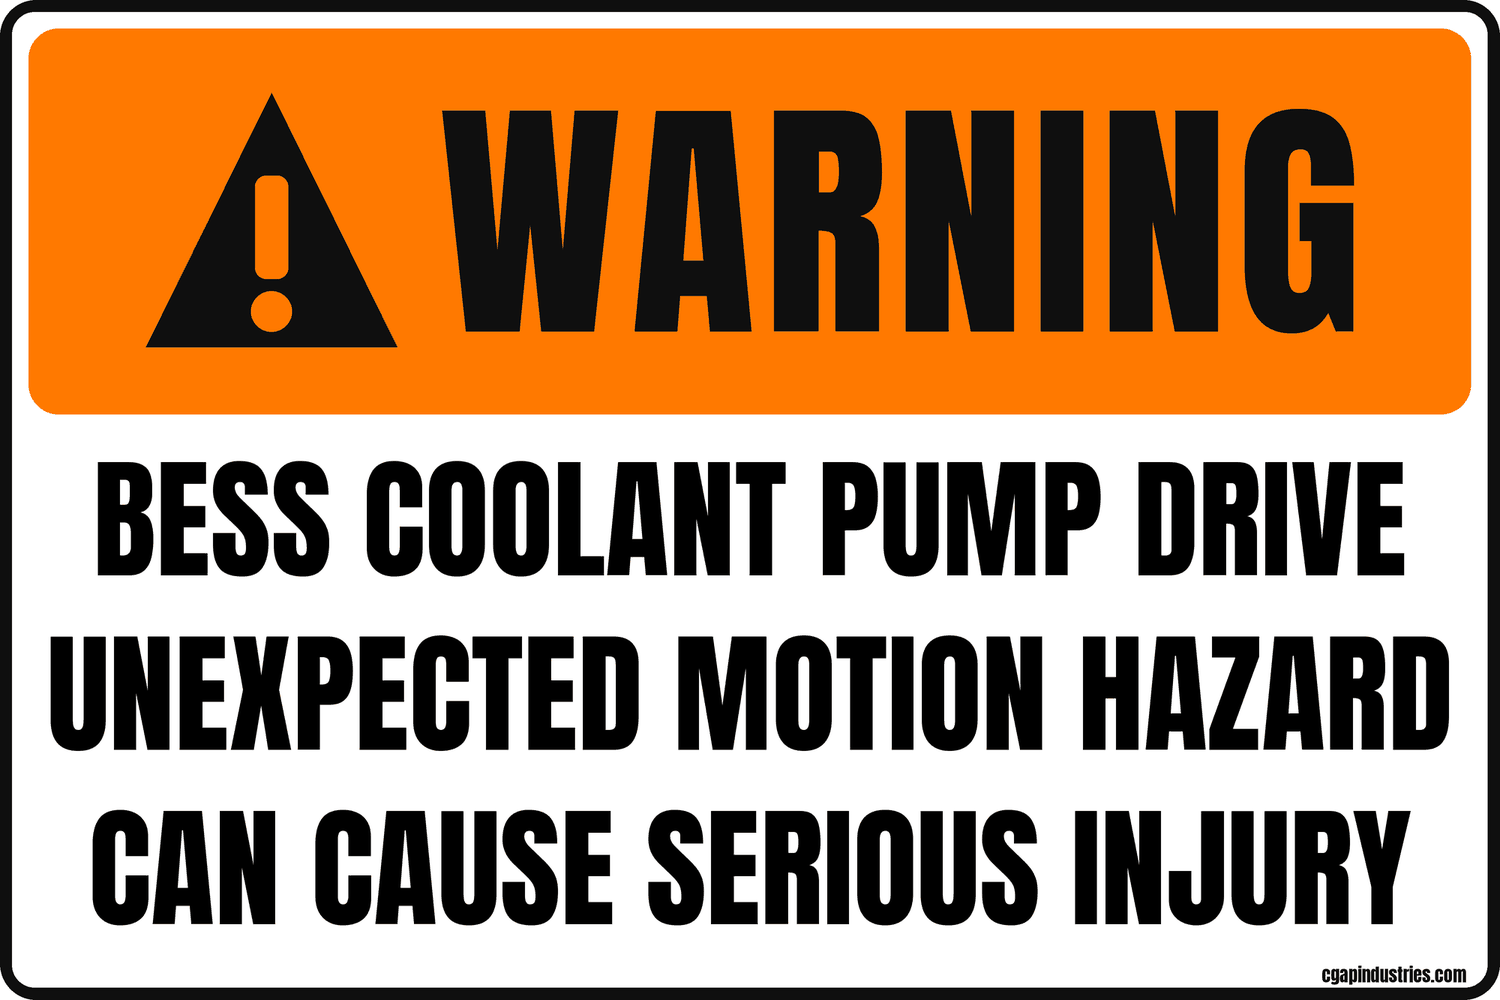 WARNING
BESS COOLANT PUMP DRIVE
UNEXPECTED MOTION HAZARD
CAN CAUSE SERIOUS INJURY
cgapindustries.com